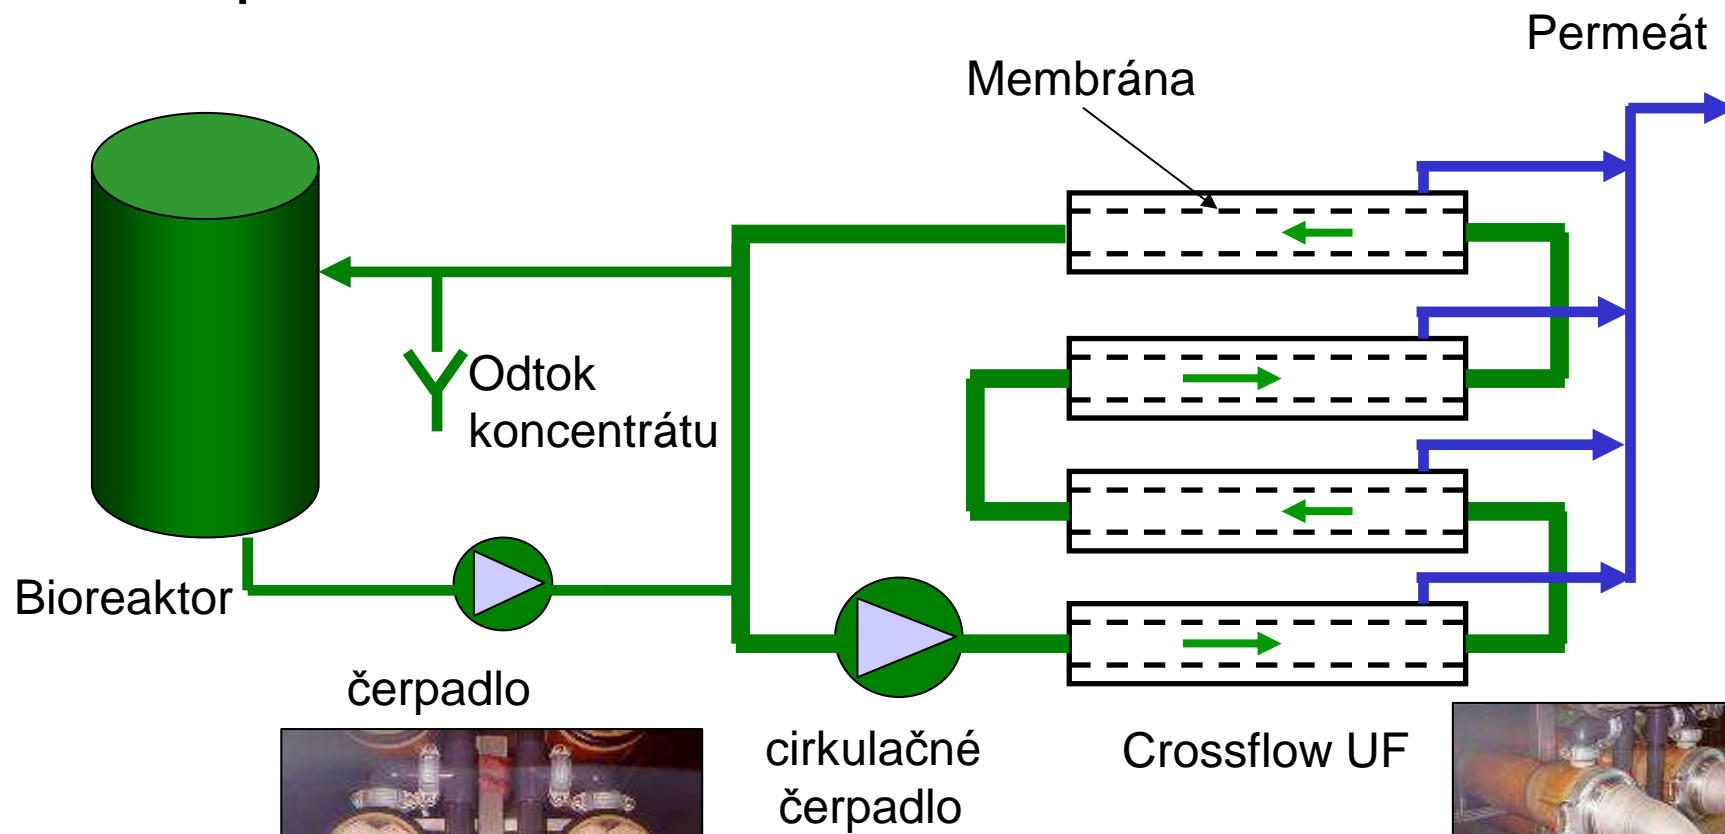 Permeát
Membrána
Odtok
koncentrátu
Bioreaktor
čerpadlo
cirkulačné
čerpadlo
Crossflow UF